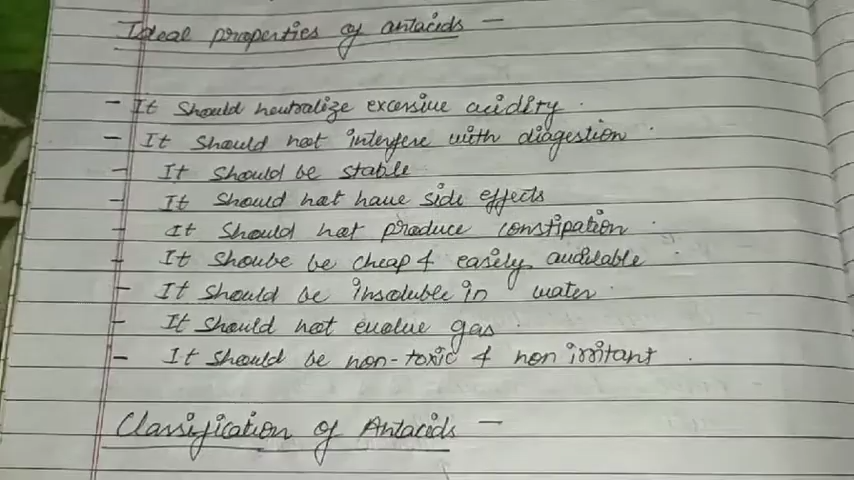 Ideal properties of antacids —
- It should neutralize excessive acidity.
- It should not interfere with diagestion.
- It should be stable
- It should not have side effects
- It should not produce constipation.
- It shoube be cheap & easely available.
- It should be insoluble in water.
- It should not evolve gas.
- It should be non-toxic & non irritant.
Classification of Antacids —